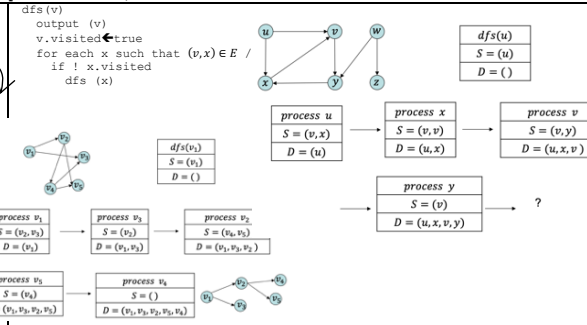 dfs(v)
output (v)
v.visited🡸true
for each x such that (v,x) ∈ E /
if ! x.visited
dfs (x)
u
v
w
x
y
z
dfs(u)
S = (u)
D = ( )
process u
S = (v,x)
D = (u)
process x
S = (v,v)
D = (u,x)
process v
S = (v,y)
D = (u,x,v)
process y
S = (v)
D = (u,x,v,y)
?
v₁
v₂
v₃
v₄
v₅
dfs(v₁)
S = (v₁)
D = ( )
process v₁
S = (v₂,v₃)
D = (v₁)
process v₃
S = (v₂)
D = (v₁,v₃)
process v₂
S = (v₄,v₅)
D = (v₁,v₃,v₂)
process v₅
S = (v₄)
(v₁,v₃,v₂,v₅)
process v₄
S = ( )
D = (v₁,v₃,v₂,v₅,v₄)
v₁
v₂
v₃
v₄
v₅